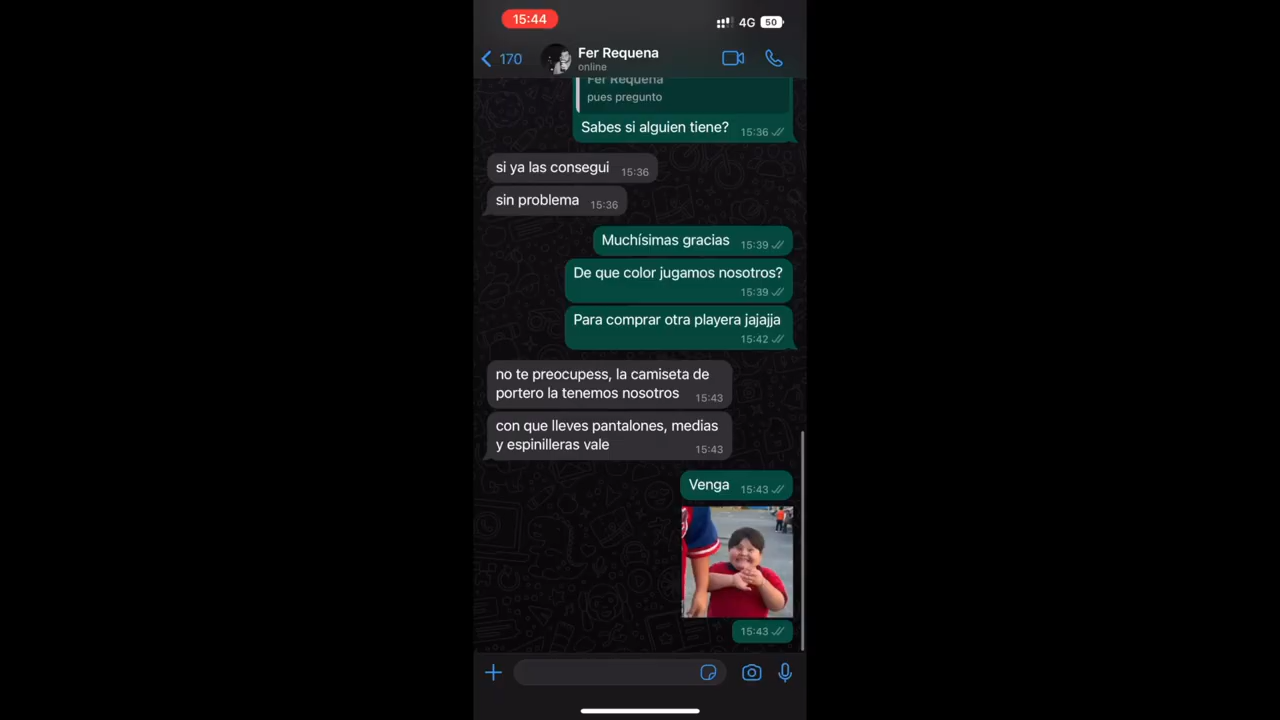 15:44
4G 50
170
Fer Requena
online
Fer Requena
pues pregunto
Sabes si alguien tiene?
15:36
si ya las consegui
15:36
sin problema
15:36
Muchísimas gracias
15:39
De que color jugamos nosotros?
15:39
Para comprar otra playera jajajja
15:42
no te preocupess, la camiseta de
portero la tenemos nosotros
15:43
con que lleves pantalones, medias
y espinilleras vale
15:43
Venga
15:43
15:43